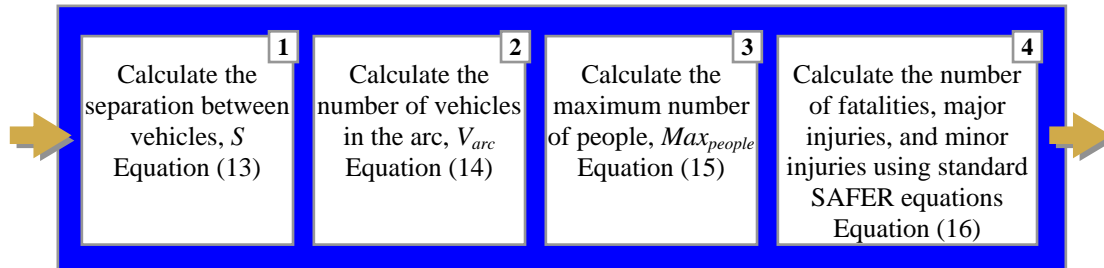 1
Calculate the
separation between
vehicles, S
Equation (13)
2
Calculate the
number of vehicles
in the arc, Varc
Equation (14)
3
Calculate the
maximum number
of people, Maxpeople
Equation (15)
4
Calculate the number
of fatalities, major
injuries, and minor
injuries using standard
SAFER equations
Equation (16)